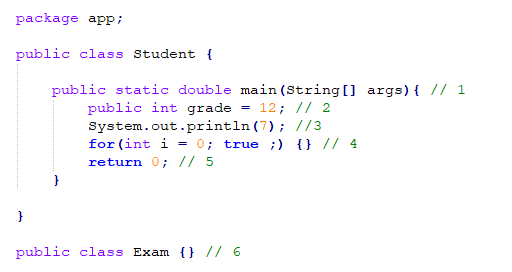 package app;
public class Student {
public static double main(String[] args){ // 1
public int grade = 12; // 2
System.out.println(7); //3
for(int i = 0; true ;) {} // 4
return 0; // 5
}
}
public class Exam {} // 6